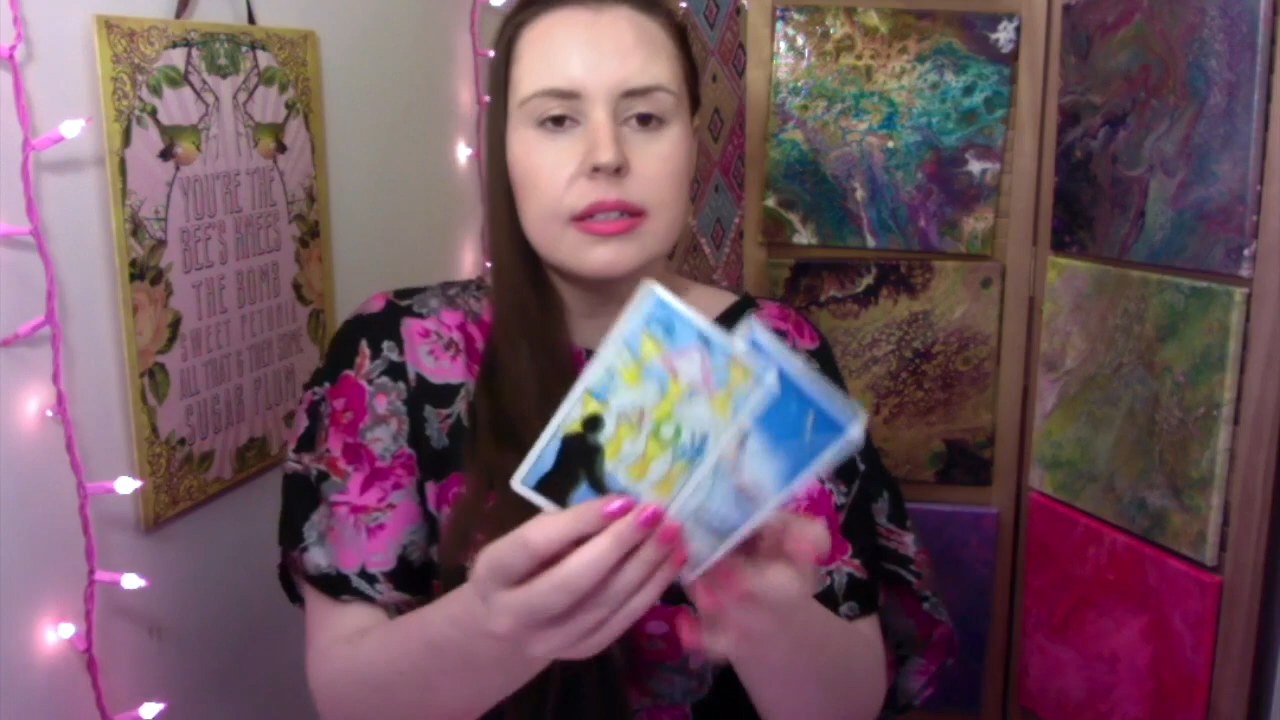 YOU'RE THE
BEE'S KNEES
THE BOMB
SWEET PETUNIA
ALL THAT & THEN SOME
SUGAR PLUM